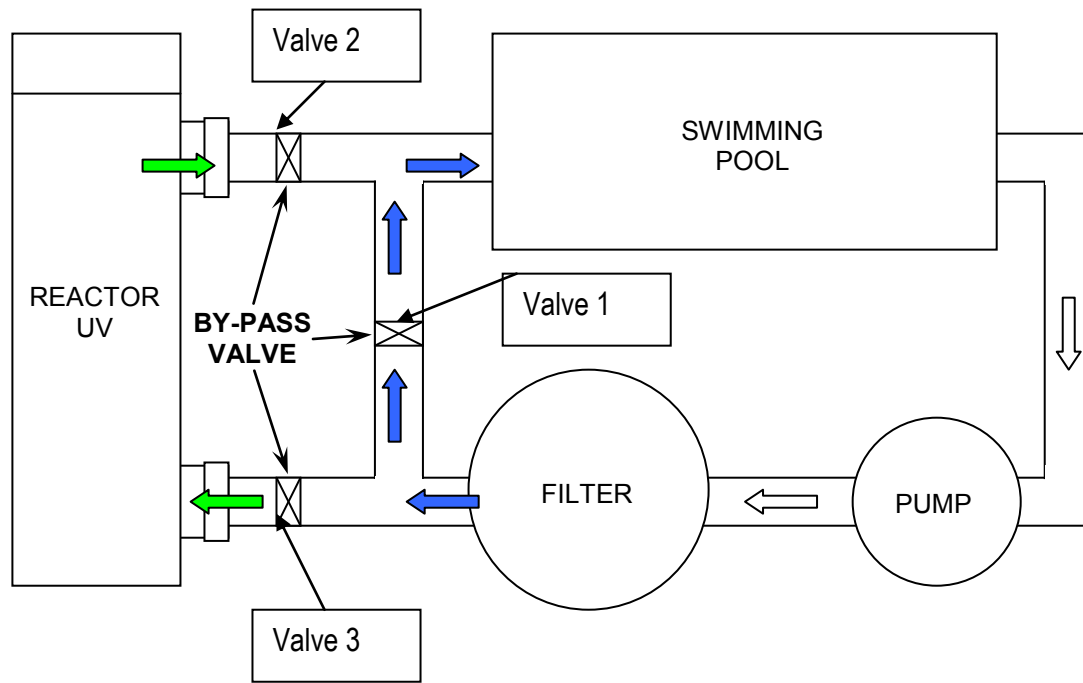 Valve 2
SWIMMING
POOL
REACTOR
UV
BY-PASS
VALVE
Valve 1
FILTER
PUMP
Valve 3